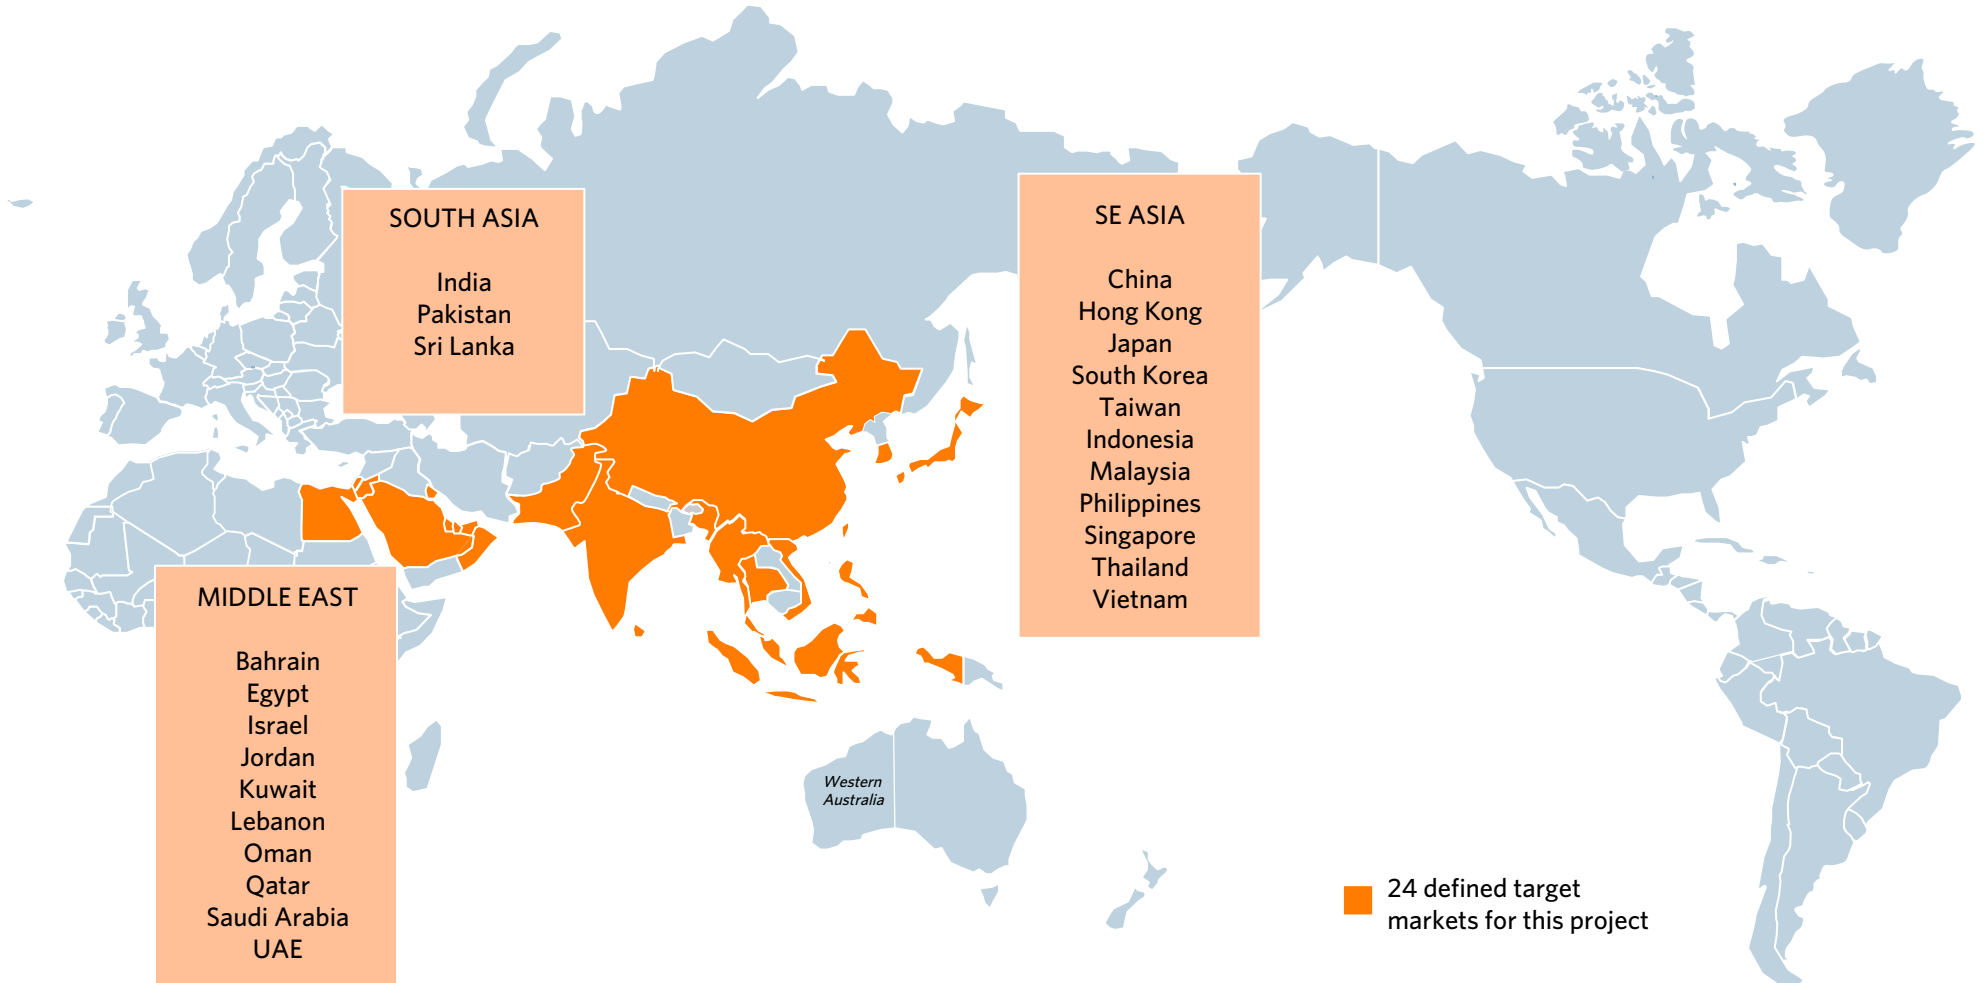 SOUTH ASIA
India
Pakistan
Sri Lanka
SE ASIA
China
Hong Kong
Japan
South Korea
Taiwan
Indonesia
Malaysia
Philippines
Singapore
Thailand
Vietnam
MIDDLE EAST
Bahrain
Egypt
Israel
Jordan
Kuwait
Lebanon
Oman
Qatar
Saudi Arabia
UAE
Western
Australia
24 defined target
markets for this project